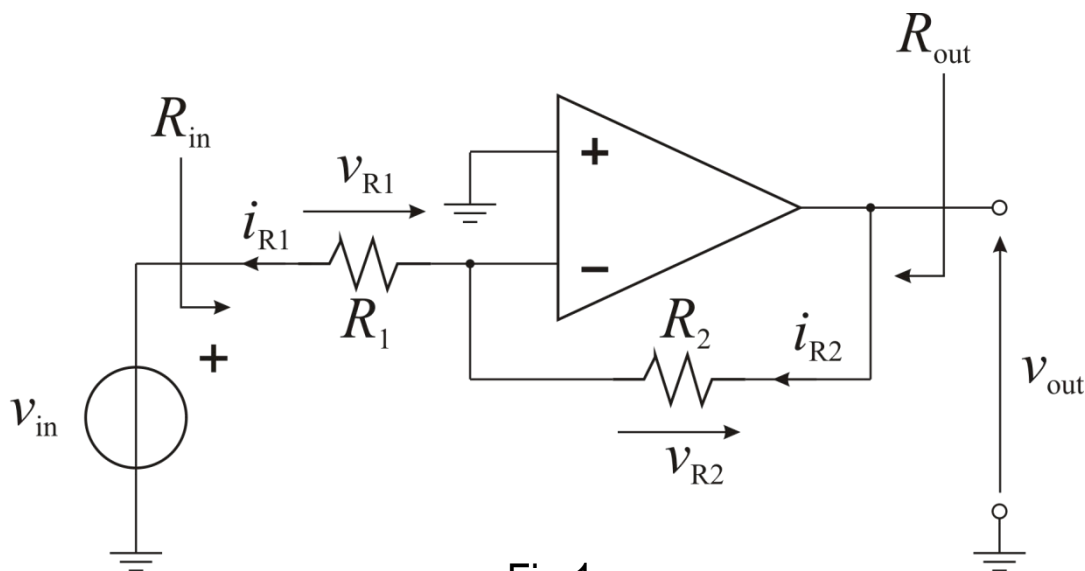 R_out
R_in
+
v_R1
i_R1
−
R_1
R_2
i_R2
+
v_out
v_in
v_R2